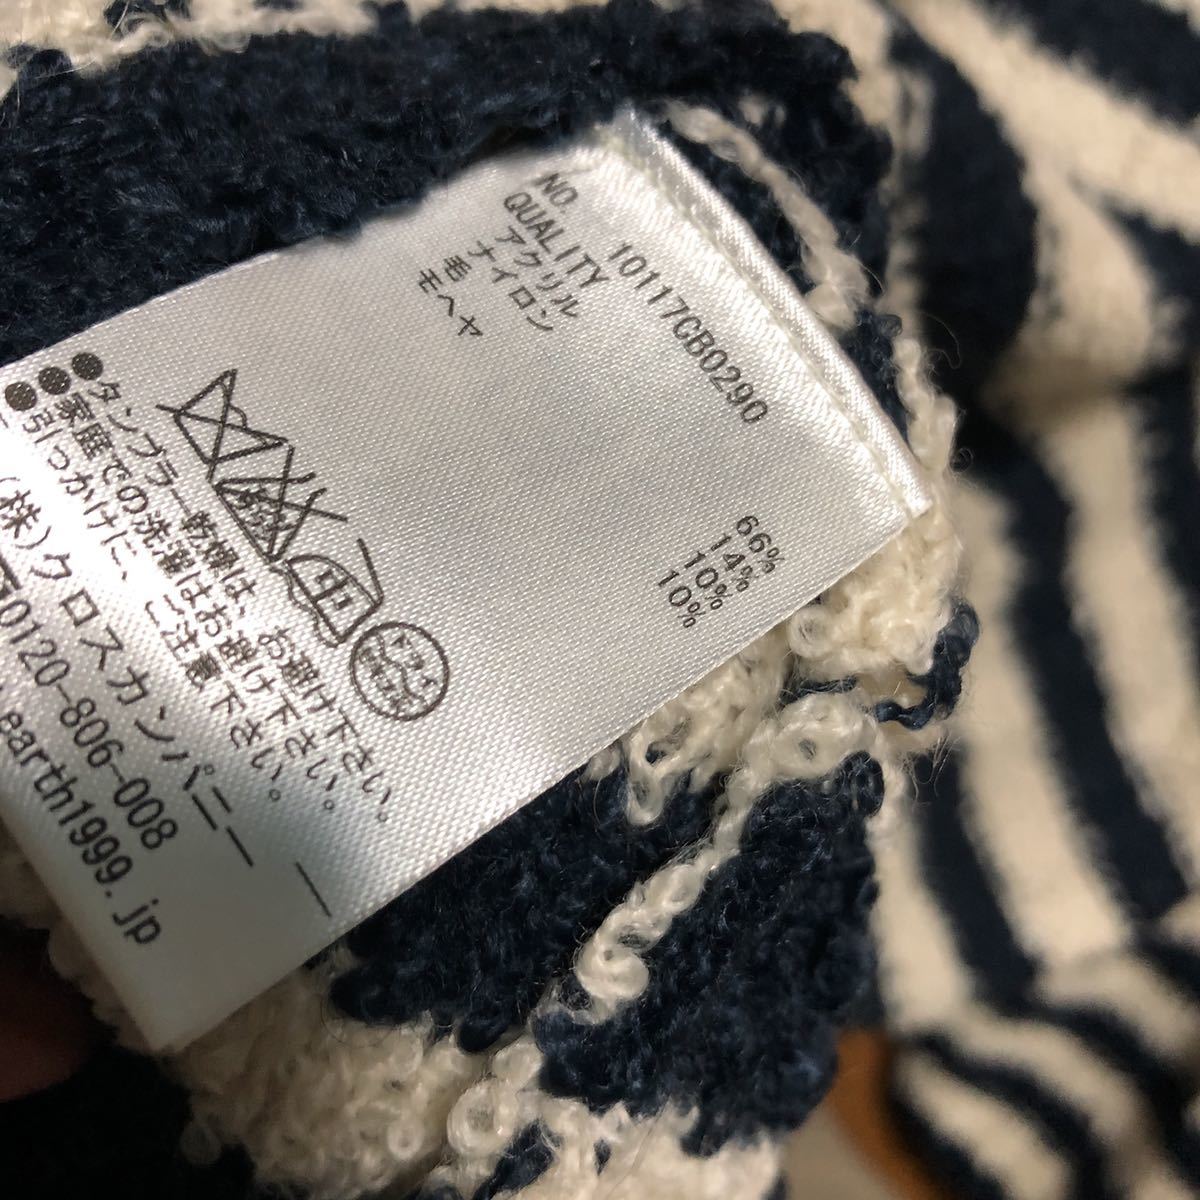 NO. 10117CB0290
QUALITY
アクリル 66%
ナイロン 14%
毛 10%
モヘヤ 10%
中
●タンブラー乾燥は、お避け下さい。
●家庭での洗濯はお避け下さい。
●引っかけに、ご注意下さい。
(株)クロスカンパニー
0120-806-008
earth1999.jp